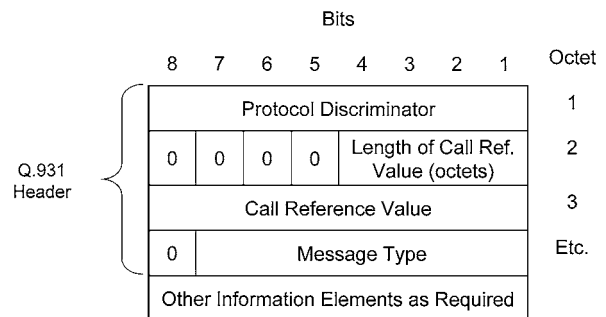 Bits
8 7 6 5 4 3 2 1 Octet
Protocol Discriminator 1
0 0 0 0 Length of Call Ref. Value (octets) 2
Q.931 Header
Call Reference Value 3
0 Message Type Etc.
Other Information Elements as Required